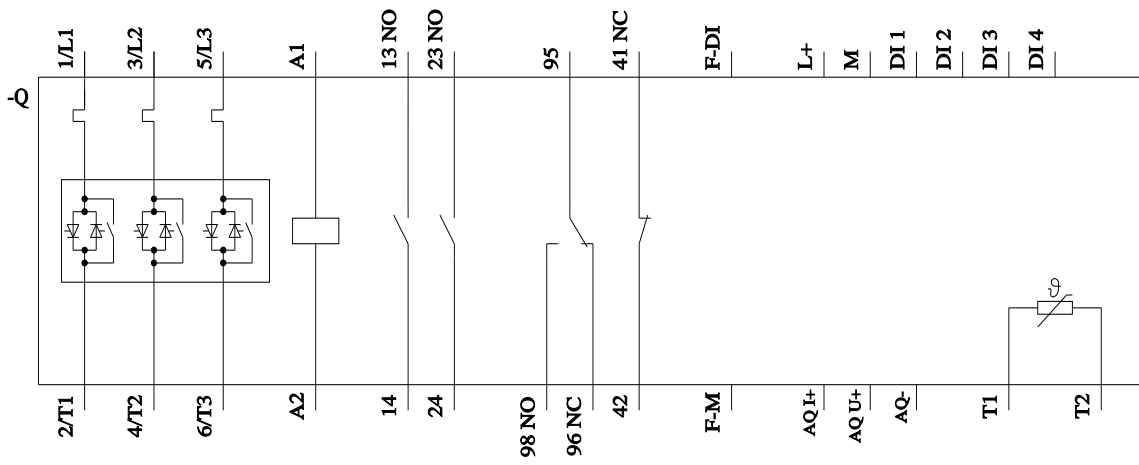 1/L1
3/L2
5/L3
A1
13 NO
23 NO
95
41 NC
F-DI
L+
M
DI 1
DI 2
DI 3
DI 4
-Q
ϑ
2/T1
4/T2
6/T3
A2
14
24
98 NO
96 NC
42
F-M
AQ I+
AQ U+
AQ-
T1
T2